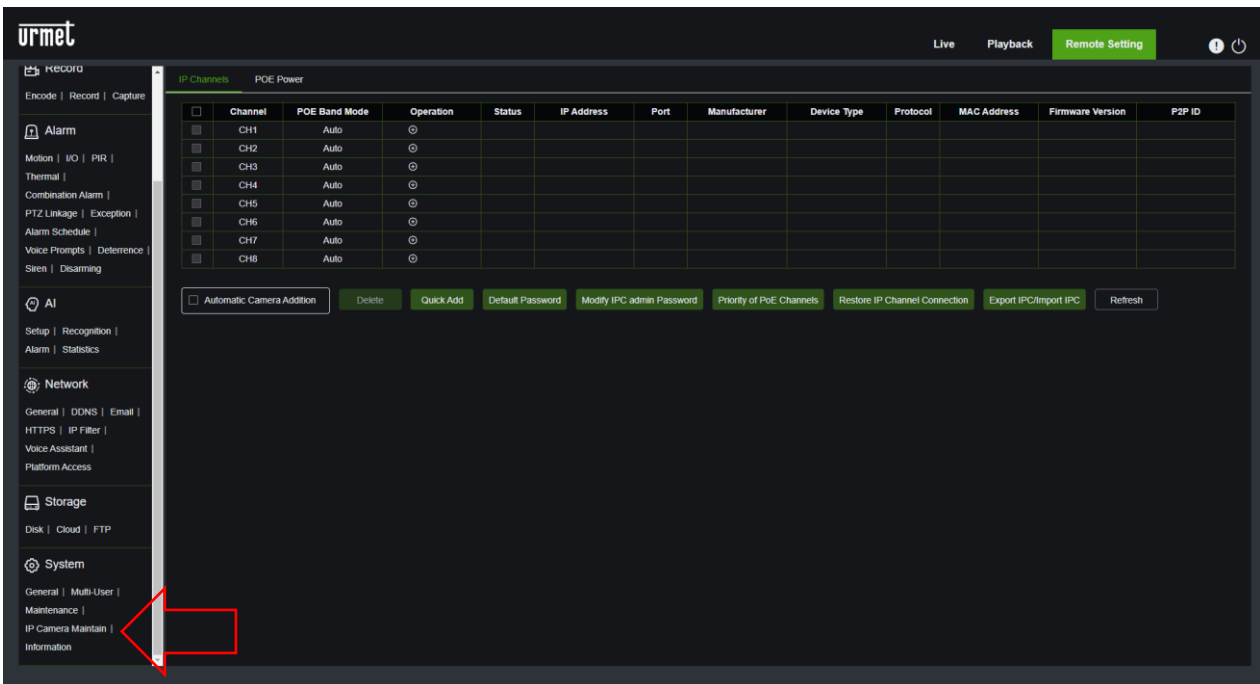 urmet
Live Playback Remote Setting
Record
Encode | Record | Capture
Alarm
Motion | I/O | PIR |
Thermal |
Combination Alarm |
PTZ Linkage | Exception |
Alarm Schedule |
Voice Prompts | Deterrence |
Siren | Disarming
AI
Setup | Recognition |
Alarm | Statistics
Network
General | DDNS | Email |
HTTPS | IP Filter |
Voice Assistant |
Platform Access
Storage
Disk | Cloud | FTP
System
General | Multi-User |
Maintenance |
IP Camera Maintain |
Information
IP Channels POE Power
Channel POE Band Mode Operation Status IP Address Port Manufacturer Device Type Protocol MAC Address Firmware Version P2P ID
CH1 Auto
CH2 Auto
CH3 Auto
CH4 Auto
CH5 Auto
CH6 Auto
CH7 Auto
CH8 Auto
Automatic Camera Addition Delete Quick Add Default Password Modify IPC admin Password Priority of PoE Channels Restore IP Channel Connection Export IPC/Import IPC Refresh